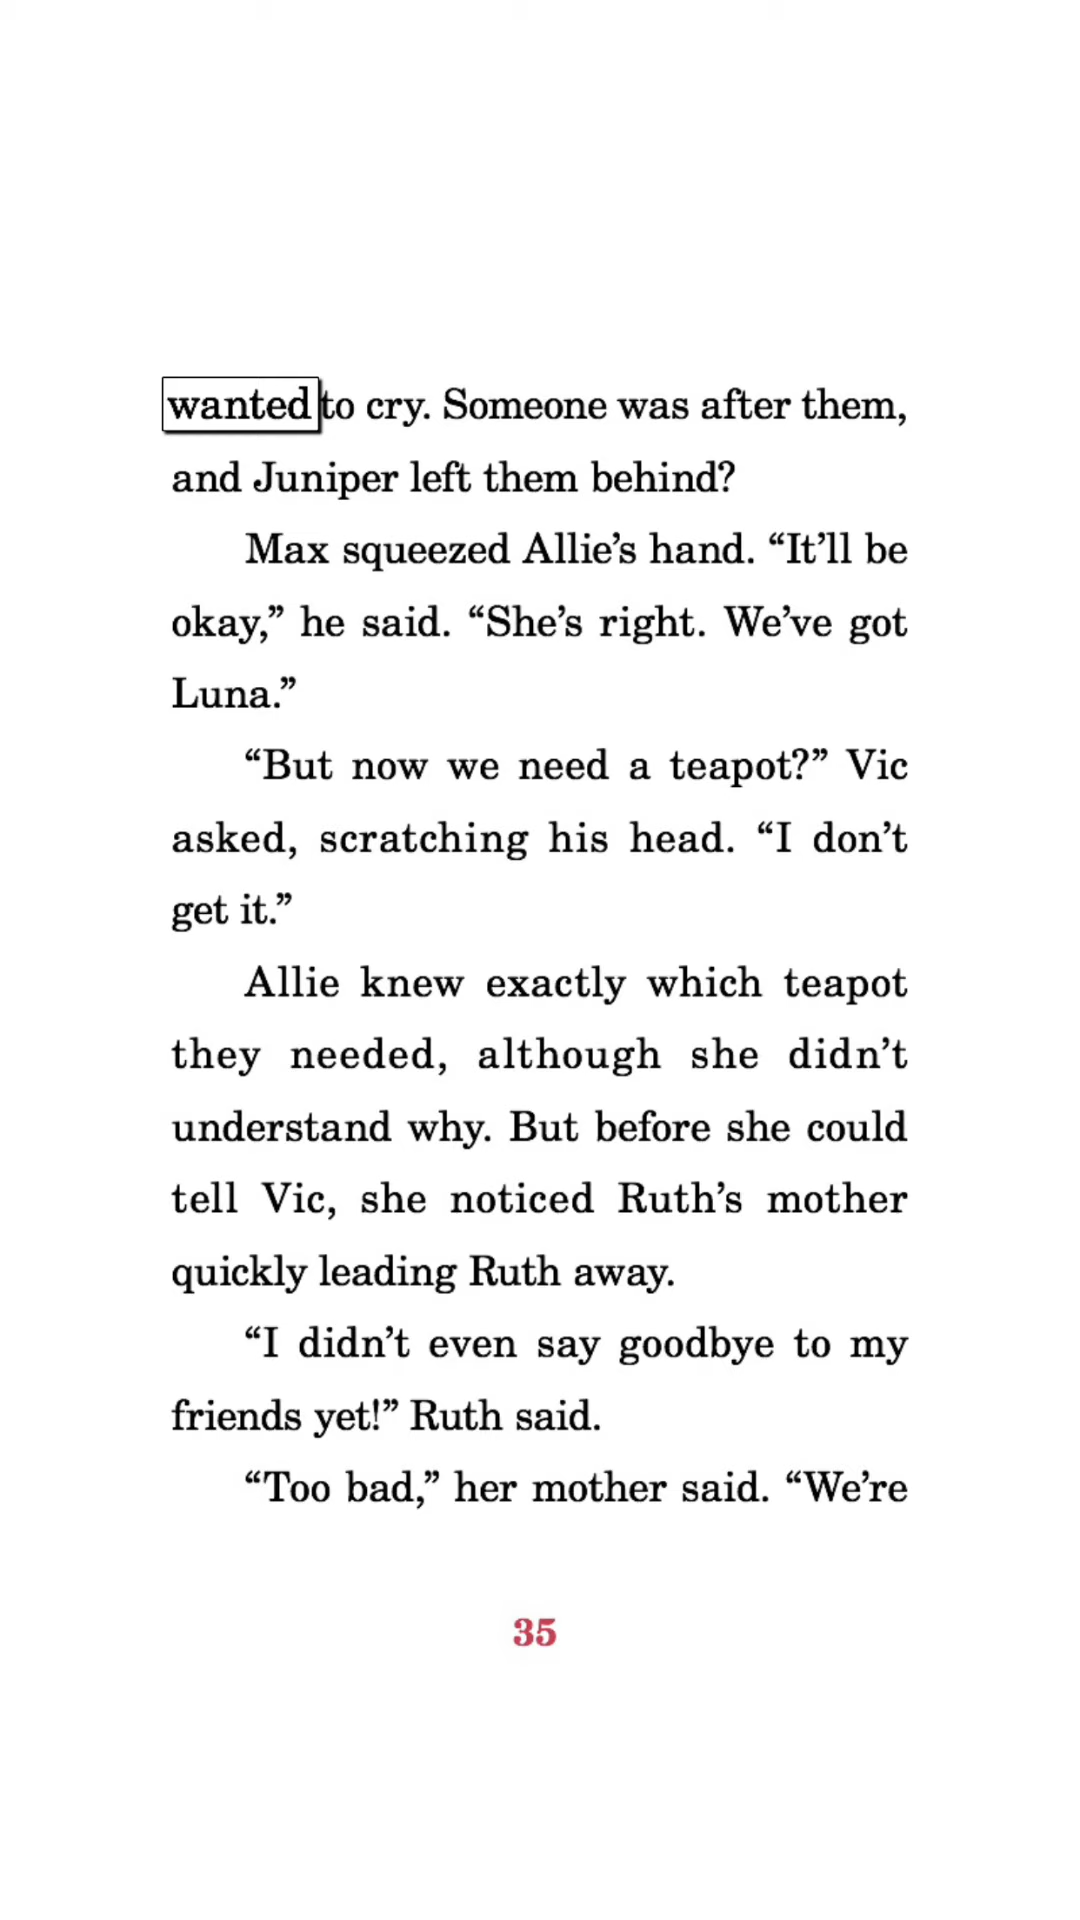 wanted to cry. Someone was after them,
and Juniper left them behind?
Max squeezed Allie’s hand. “It’ll be
okay,” he said. “She’s right. We’ve got
Luna.”
“But now we need a teapot?” Vic
asked, scratching his head. “I don’t
get it.”
Allie knew exactly which teapot
they needed, although she didn’t
understand why. But before she could
tell Vic, she noticed Ruth’s mother
quickly leading Ruth away.
“I didn’t even say goodbye to my
friends yet!” Ruth said.
“Too bad,” her mother said. “We’re
35